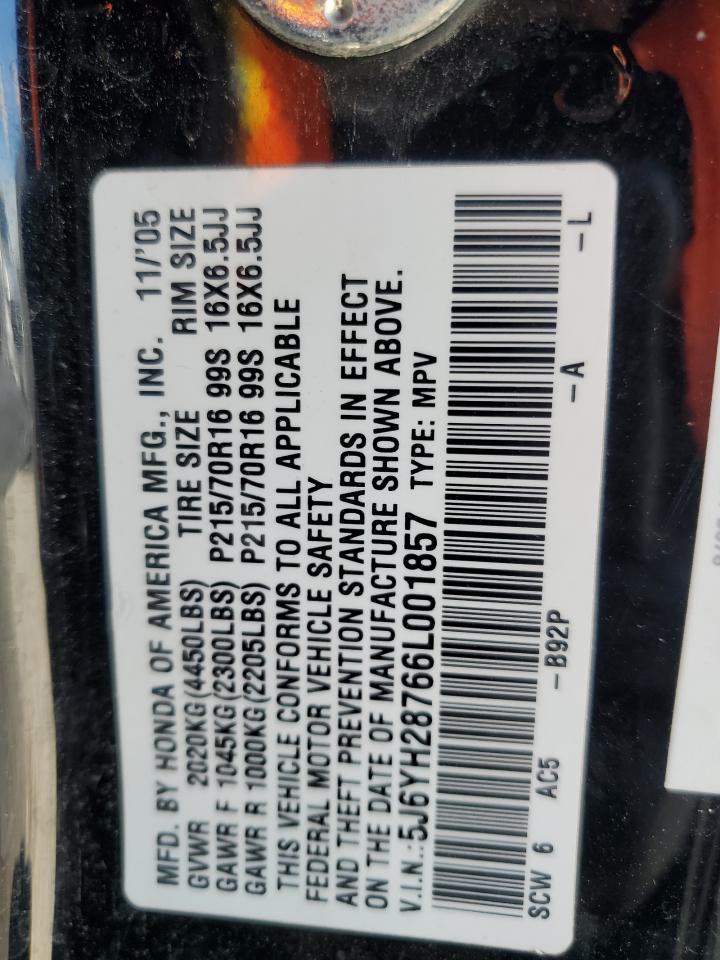 MFD. BY HONDA OF AMERICA MFG., INC. 11/'05
GVWR 2020KG(4450LBS) TIRE SIZE RIM SIZE
GAWR F 1045KG(2300LBS) P215/70R16 99S 16X6.5JJ
GAWR R 1000KG(2205LBS) P215/70R16 99S 16X6.5JJ
THIS VEHICLE CONFORMS TO ALL APPLICABLE
FEDERAL MOTOR VEHICLE SAFETY
AND THEFT PREVENTION STANDARDS IN EFFECT
ON THE DATE OF MANUFACTURE SHOWN ABOVE.
V.I.N.:5J6YH28766L001857 TYPE: MPV
SCW 6 AC5 -B92P -A -L